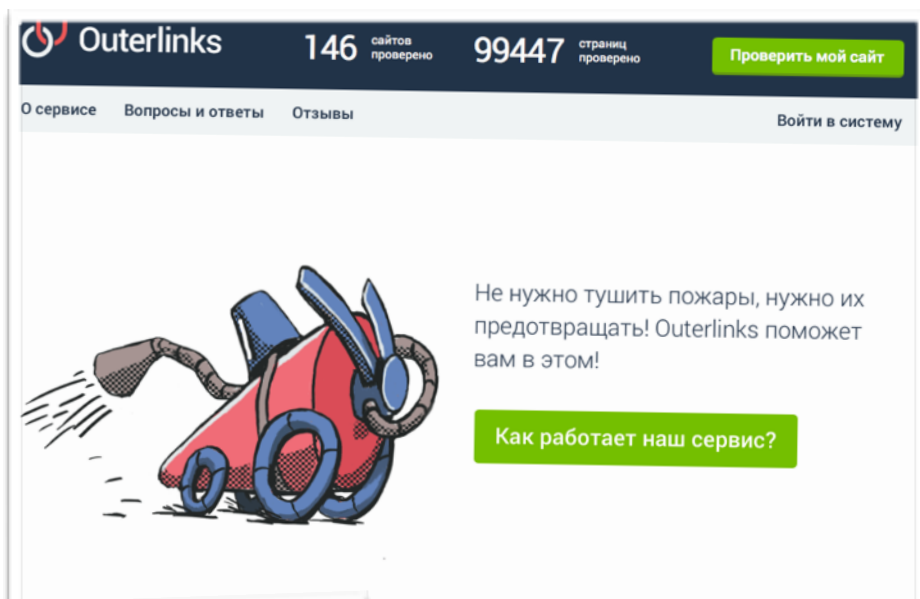 Outerlinks
146 сайтов проверено
99447 страниц проверено
Проверить мой сайт
О сервисе Вопросы и ответы Отзывы Войти в систему
Не нужно тушить пожары, нужно их
предотвращать! Outerlinks поможет
вам в этом!
Как работает наш сервис?